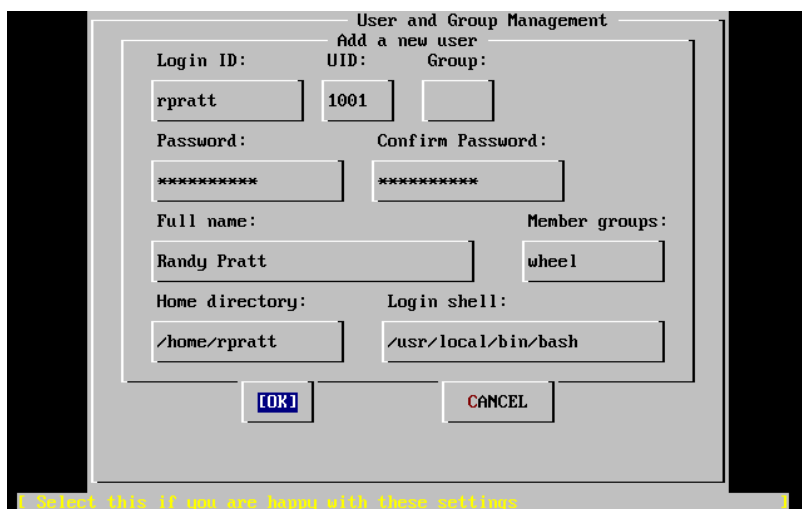 User and Group Management
Add a new user
Login ID: UID: Group:
rpratt 1001
Password: Confirm Password:
********** **********
Full name: Member groups:
Randy Pratt wheel
Home directory: Login shell:
/home/rpratt /usr/local/bin/bash
[OK] CANCEL
[ Select this if you are happy with these settings ]